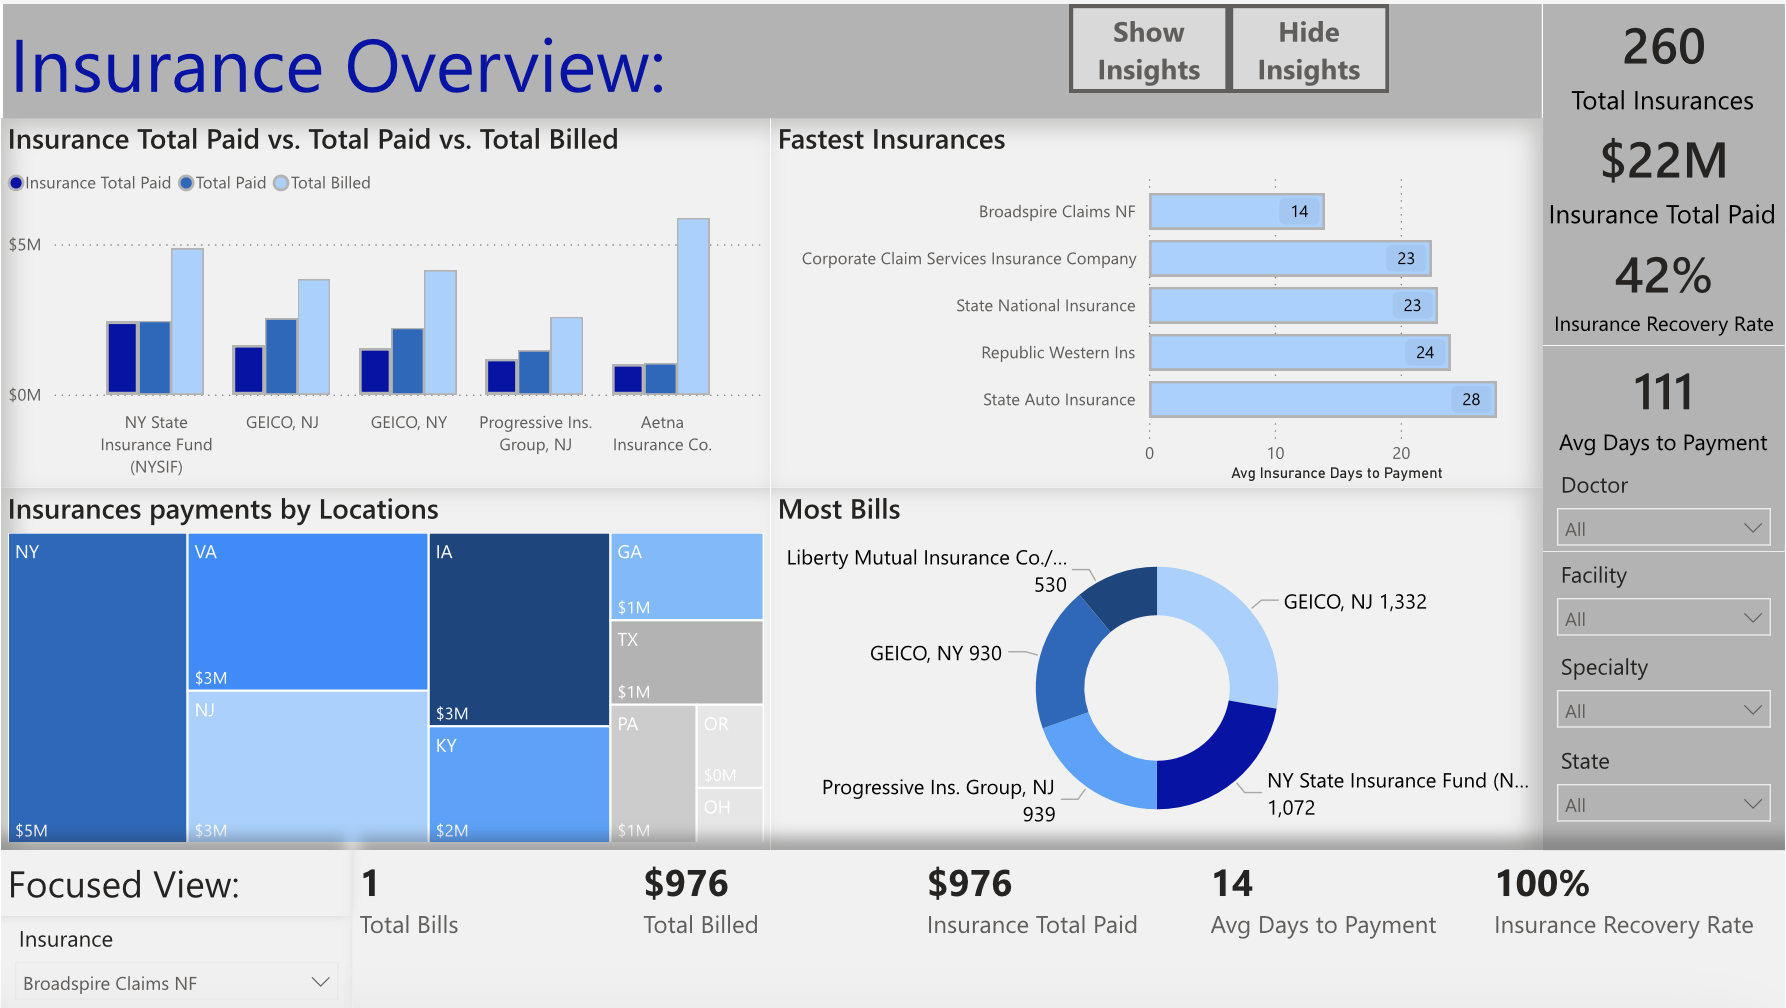 Insurance Overview:
Show
Insights
Hide
Insights
260
Total Insurances
$22M
Insurance Total Paid
42%
Insurance Recovery Rate
111
Avg Days to Payment
Doctor
All
Facility
All
Specialty
All
State
All
Insurance Total Paid vs. Total Paid vs. Total Billed
Insurance Total Paid Total Paid Total Billed
$5M
$0M
NY State
Insurance Fund
(NYSIF)
GEICO, NJ
GEICO, NY
Progressive Ins.
Group, NJ
Aetna
Insurance Co.
Fastest Insurances
Broadspire Claims NF 14
Corporate Claim Services Insurance Company 23
State National Insurance 23
Republic Western Ins 24
State Auto Insurance 28
0 10 20
Avg Insurance Days to Payment
Insurances payments by Locations
NY
$5M
VA
$3M
NJ
$3M
IA
$3M
KY
$2M
GA
$1M
TX
$1M
PA
$1M
OR
$0M
OH
Most Bills
Liberty Mutual Insurance Co./...
530
GEICO, NJ 1,332
GEICO, NY 930
Progressive Ins. Group, NJ
939
NY State Insurance Fund (N...
1,072
Focused View:
Insurance
Broadspire Claims NF
1
Total Bills
$976
Total Billed
$976
Insurance Total Paid
14
Avg Days to Payment
100%
Insurance Recovery Rate